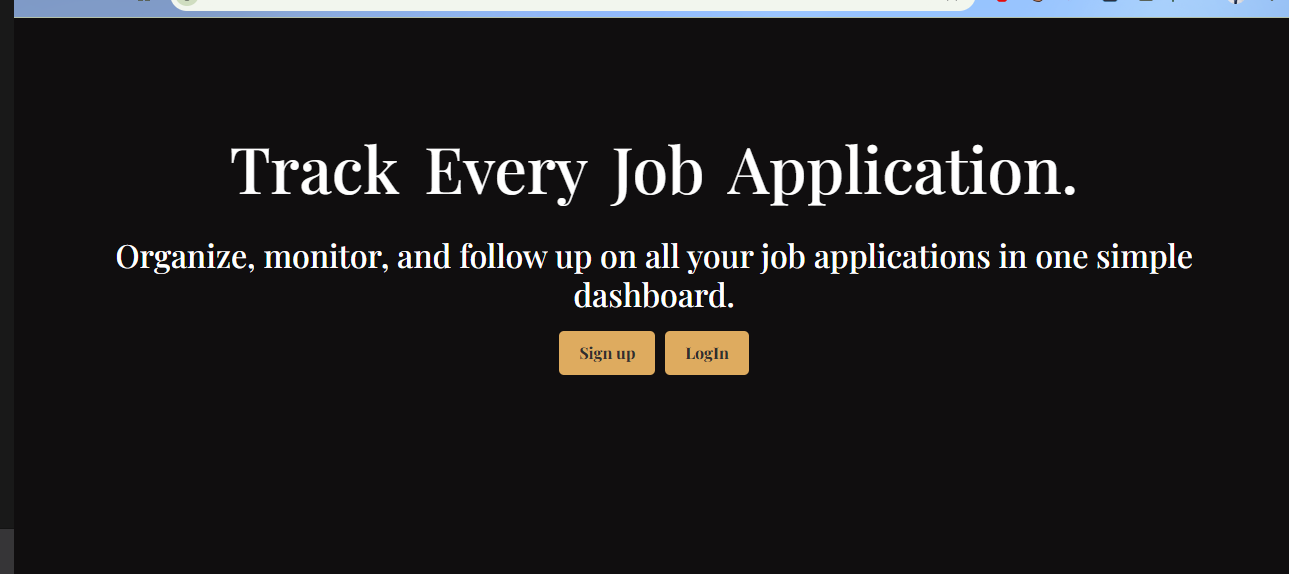 Track Every Job Application.
Organize, monitor, and follow up on all your job applications in one simple
dashboard.
Sign up LogIn